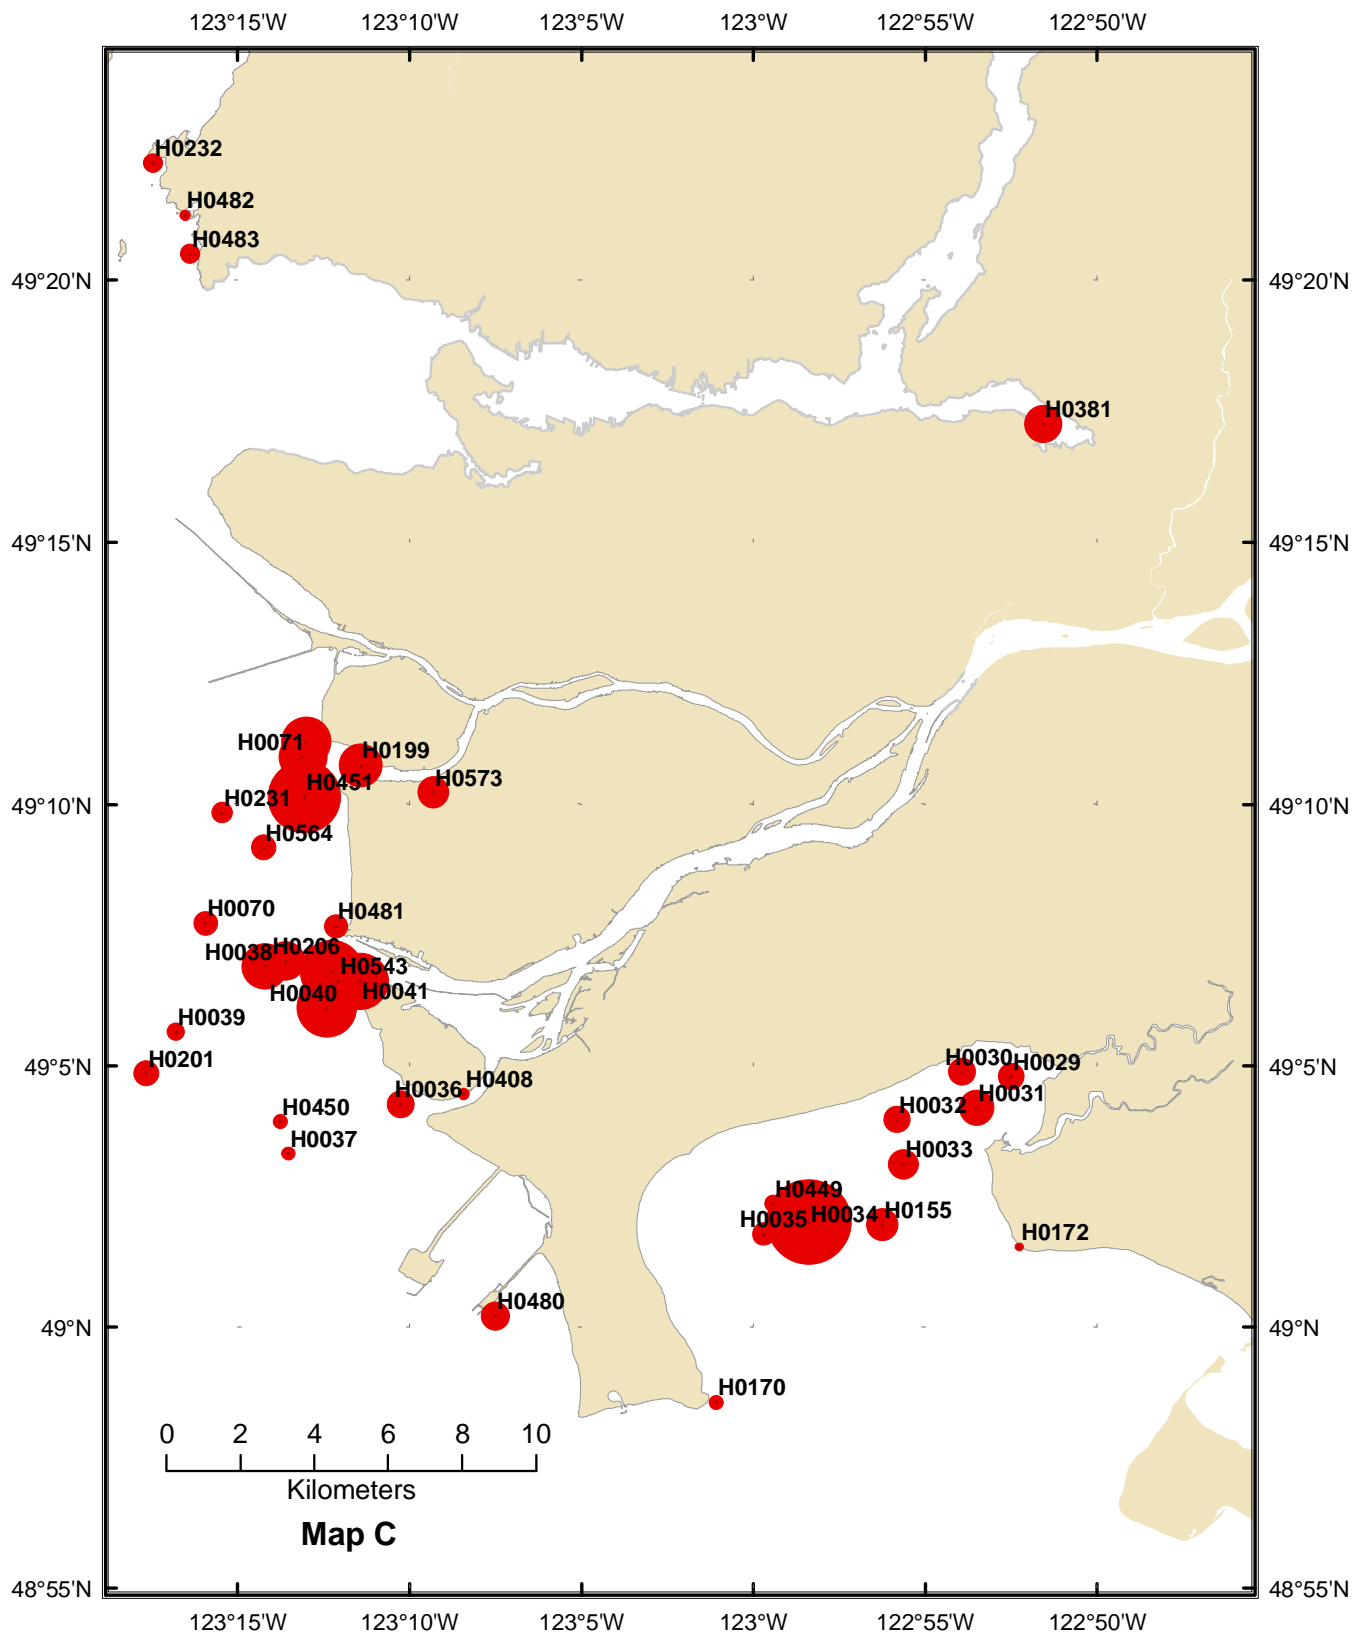 123°15'W 123°10'W 123°5'W 123°W 122°55'W 122°50'W
H0232
H0482
H0483
49°20'N 49°20'N
H0381
49°15'N 49°15'N
H0071 H0199
H0451 H0573
H0231
49°10'N 49°10'N
H0564
H0070 H0481
H0038 H0206
H0543
H0040 H0041
H0039
H0201 H0030 H0029
49°5'N 49°5'N
H0036 H0408 H0031
H0450 H0032
H0037
H0033
H0449
H0035 H0034 H0155
H0172
H0480
49°N 49°N
H0170
0 2 4 6 8 10
Kilometers
Map C
48°55'N 48°55'N
123°15'W 123°10'W 123°5'W 123°W 122°55'W 122°50'W